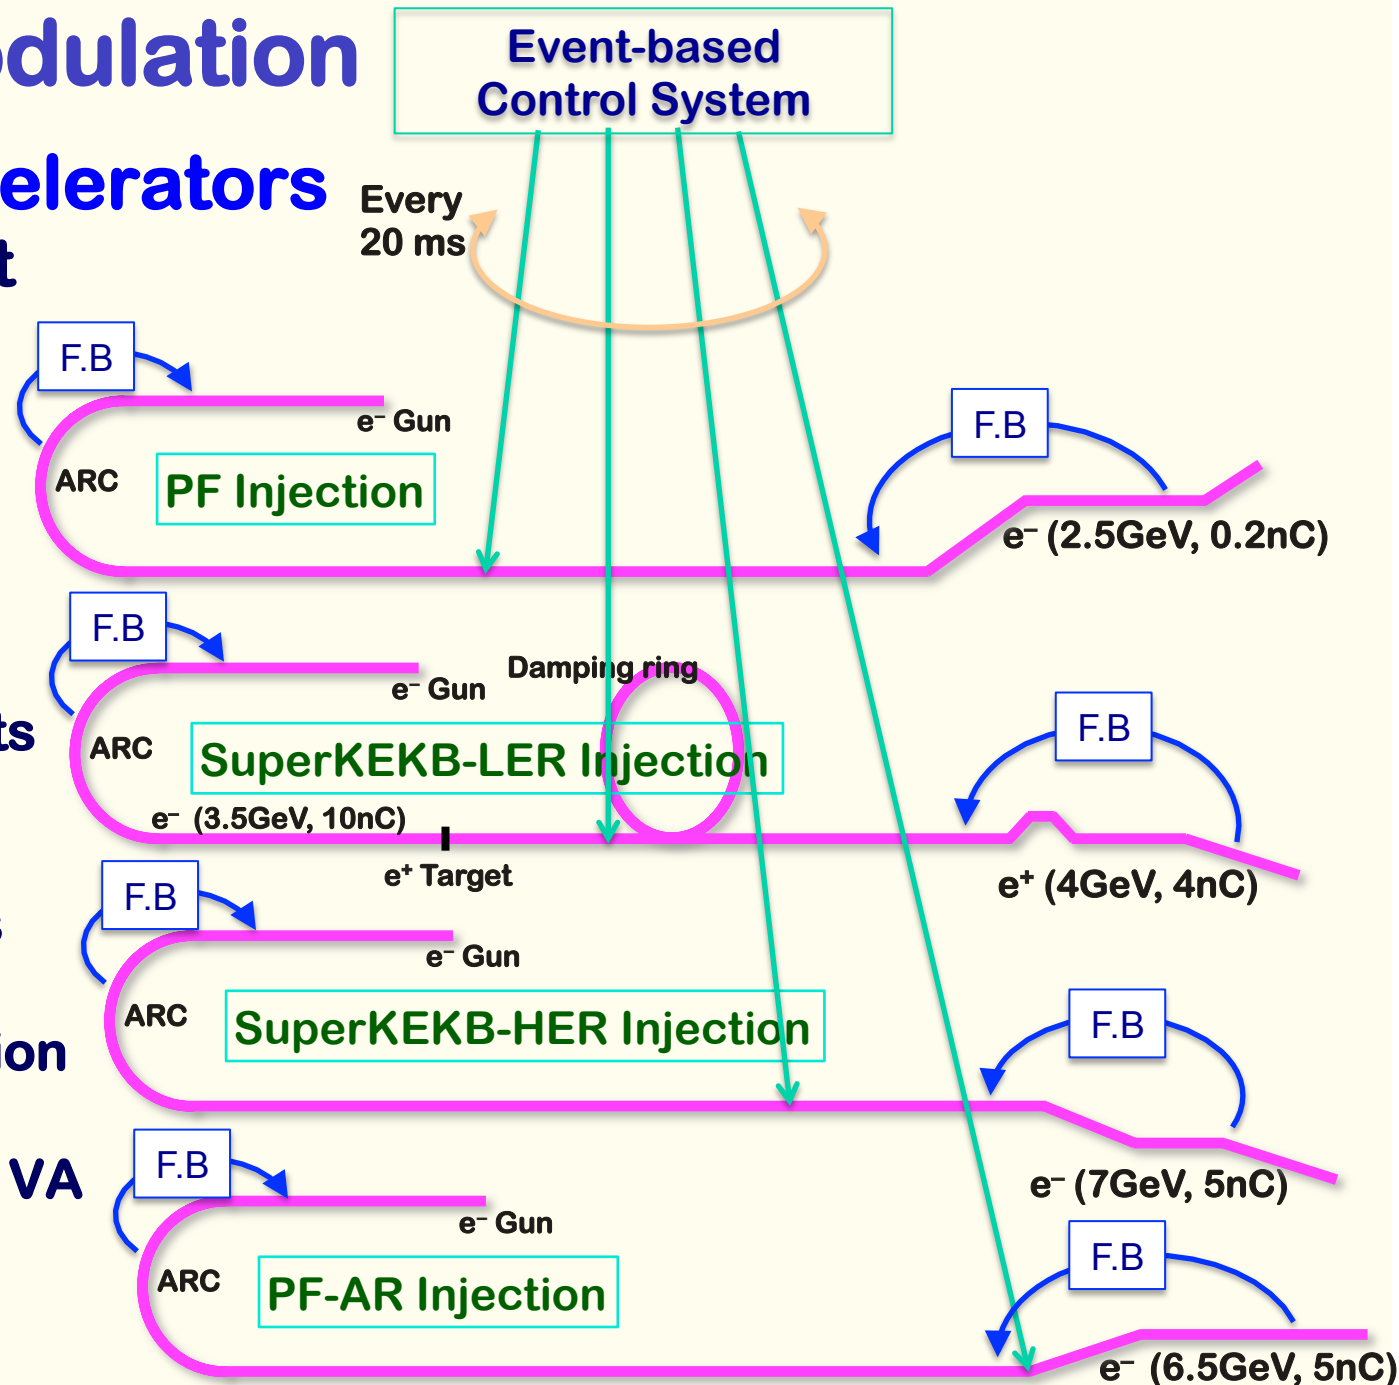 odulation
Event-based
Control System
elerators
Every
20 ms
t
F.B
e⁻ Gun
ARC
PF Injection
F.B
e⁻ (2.5GeV, 0.2nC)
F.B
e⁻ Gun
Damping ring
ts
ARC
SuperKEKB-LER Injection
F.B
e⁻ (3.5GeV, 10nC)
e⁺ Target
e⁺ (4GeV, 4nC)
F.B
s
e⁻ Gun
ARC
SuperKEKB-HER Injection
F.B
tion
F.B
VA
e⁻ (7GeV, 5nC)
e⁻ Gun
F.B
ARC
PF-AR Injection
e⁻ (6.5GeV, 5nC)